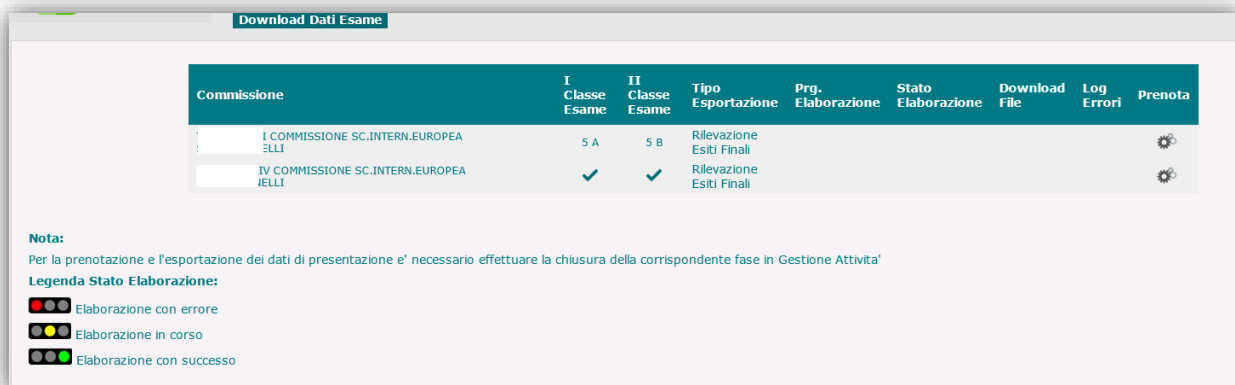 Download Dati Esame
Commissione
I Classe Esame
II Classe Esame
Tipo Esportazione
Prg. Elaborazione
Stato Elaborazione
Download File
Log Errori
Prenota
I COMMISSIONE SC.INTERN.EUROPEA
ELLI
5 A
5 B
Rilevazione
Esiti Finali
IV COMMISSIONE SC.INTERN.EUROPEA
NELLI
Rilevazione
Esiti Finali
Nota:
Per la prenotazione e l'esportazione dei dati di presentazione e' necessario effettuare la chiusura della corrispondente fase in Gestione Attivita'
Legenda Stato Elaborazione:
Elaborazione con errore
Elaborazione in corso
Elaborazione con successo